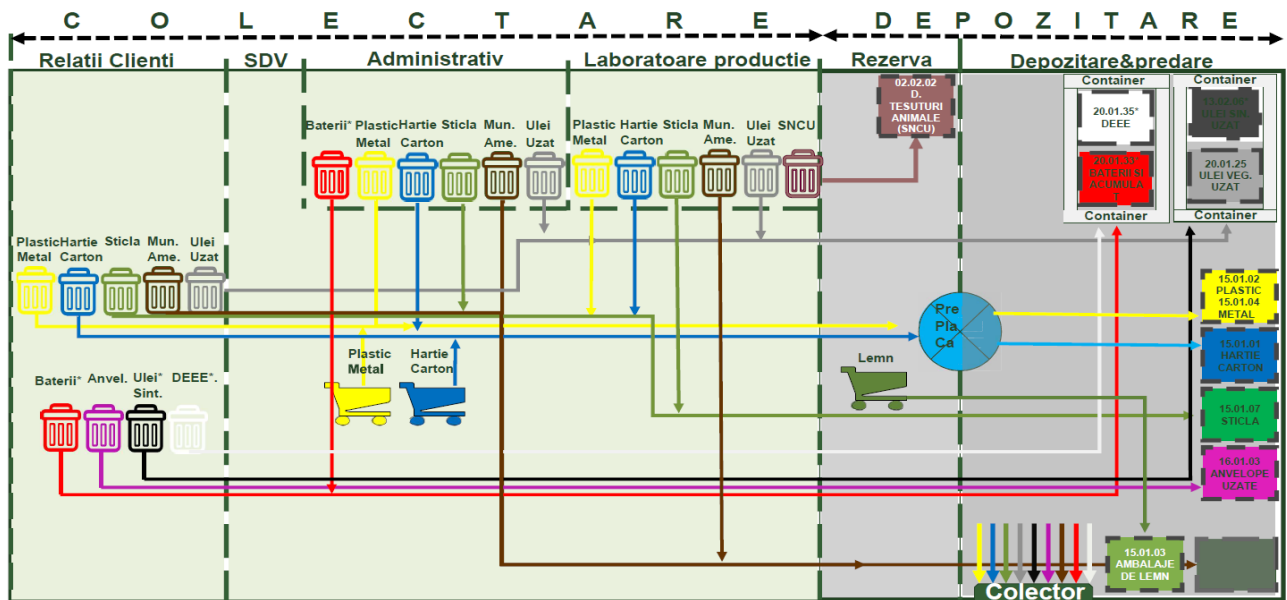 C O L E C T A R E D E P O Z I T A R E
Relatii Clienti SDV Administrativ Laboratoare productie Rezerva Depozitare&predare
02.02.02
D.
TESUTURI
ANIMALE
(SNCU)
Container Container
20.01.35*
DEEE
ULEI SIN.
UZAT
20.01.33*
BATERII SI
ACUMULA
T
20.01.25
ULEI VEG.
UZAT
Container Container
Baterii* Plastic Metal Hartie Carton Sticla Mun. Ame. Ulei Uzat
Plastic Metal Hartie Carton Sticla Mun. Ame. Ulei Uzat SNCU
Plastic Metal Hartie Carton Sticla Mun. Ame. Ulei Uzat
15.01.02
PLASTIC
15.01.04
METAL
Pre
Pla
Ca
15.01.01
HARTIE
CARTON
Plastic
Metal
Hartie
Carton
Lemn
Baterii* Anvel. Ulei* Sint. DEEE*.
15.01.07
STICLA
16.01.03
ANVELOPE
UZATE
15.01.03
AMBALAJE
DE LEMN
Colector